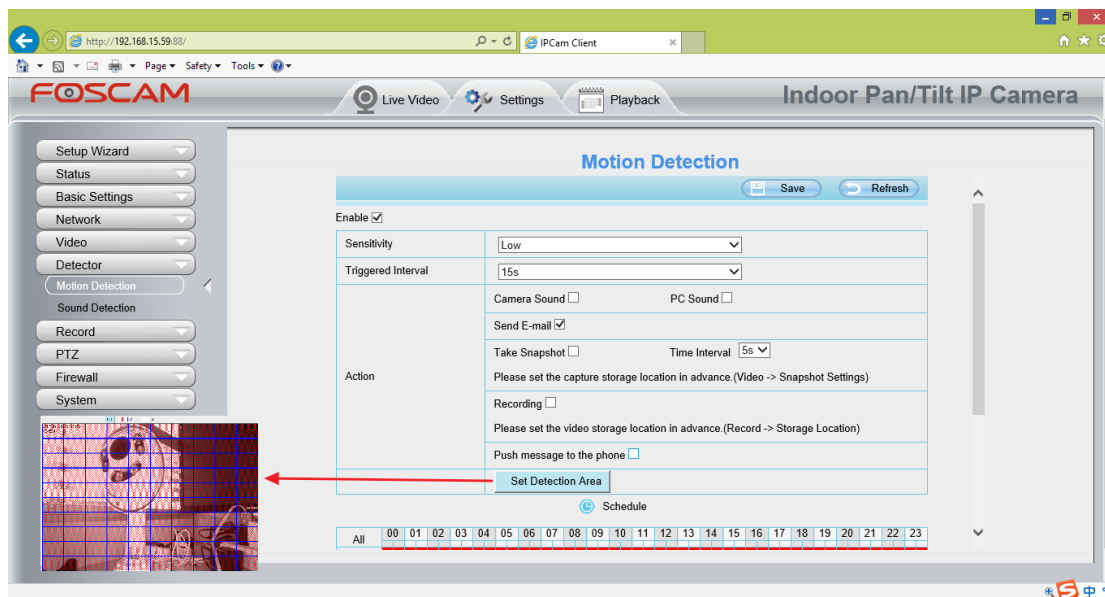 http://192.168.15.59:88/
IPCam Client
Page Safety Tools
FOSCAM
Live Video
Settings
Playback
Indoor Pan/Tilt IP Camera
Setup Wizard
Status
Basic Settings
Network
Video
Detector
Motion Detection
Sound Detection
Record
PTZ
Firewall
System
Motion Detection
Save Refresh
Enable
Sensitivity Low
Triggered Interval 15s
Action
Camera Sound PC Sound
Send E-mail
Take Snapshot Time Interval 5s
Please set the capture storage location in advance.(Video -> Snapshot Settings)
Recording
Please set the video storage location in advance.(Record -> Storage Location)
Push message to the phone
Set Detection Area
Schedule
All 00 01 02 03 04 05 06 07 08 09 10 11 12 13 14 15 16 17 18 19 20 21 22 23
中